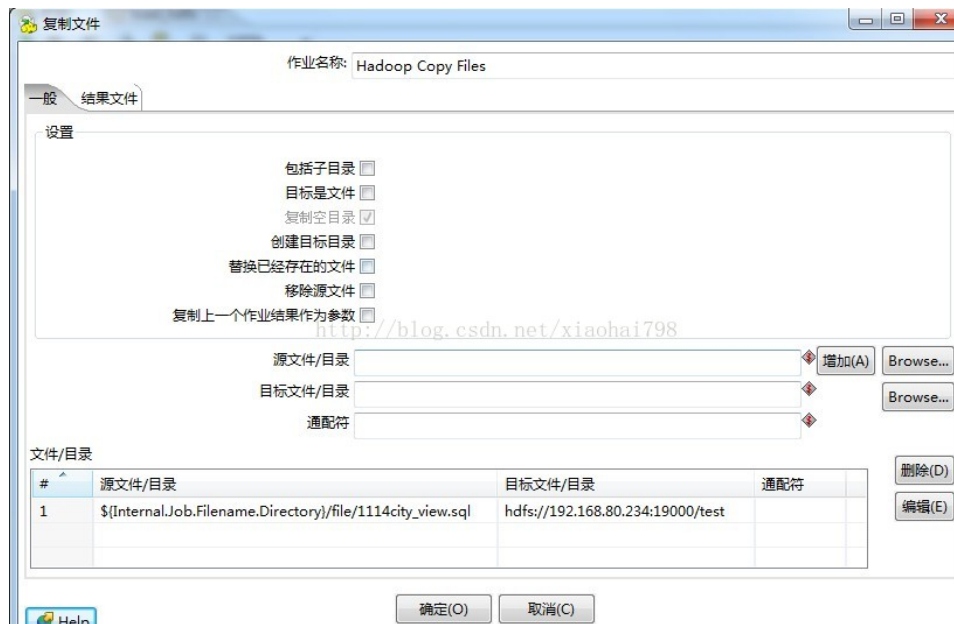 复制文件
作业名称: Hadoop Copy Files
一般 结果文件
设置
包括子目录
目标是文件
复制空目录
创建目标目录
替换已经存在的文件
移除源文件
复制上一个作业结果作为参数
http://blog.csdn.net/xiaohai798
源文件/目录 增加(A) Browse...
目标文件/目录 Browse...
通配符
文件/目录
# 源文件/目录 目标文件/目录 通配符 删除(D)
1 ${Internal.Job.Filename.Directory}/file/1114city_view.sql hdfs://192.168.80.234:19000/test 编辑(E)
确定(O) 取消(C)
Help